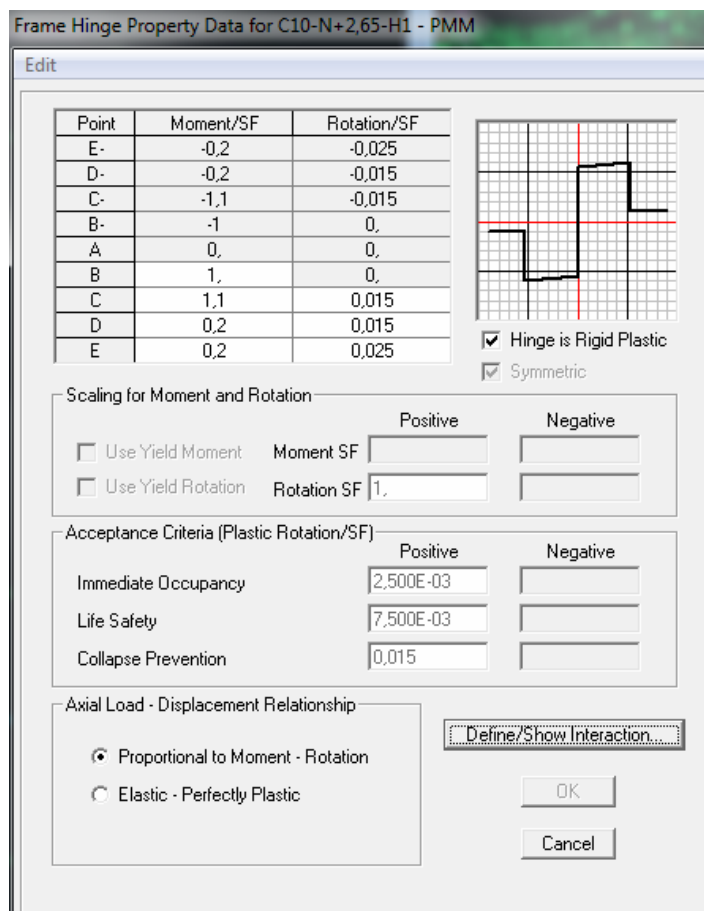 Frame Hinge Property Data for C10-N+2,65-H1 - PMM
Edit
Point Moment/SF Rotation/SF
E- -0,2 -0,025
D- -0,2 -0,015
C- -1,1 -0,015
B- -1 0,
A 0, 0,
B 1, 0,
C 1,1 0,015
D 0,2 0,015
E 0,2 0,025
Hinge is Rigid Plastic
Symmetric
Scaling for Moment and Rotation
Positive Negative
Use Yield Moment Moment SF
Use Yield Rotation Rotation SF 1,
Acceptance Criteria (Plastic Rotation/SF)
Positive Negative
Immediate Occupancy 2,500E-03
Life Safety 7,500E-03
Collapse Prevention 0,015
Axial Load - Displacement Relationship
Proportional to Moment - Rotation
Elastic - Perfectly Plastic
Define/Show Interaction...
OK
Cancel